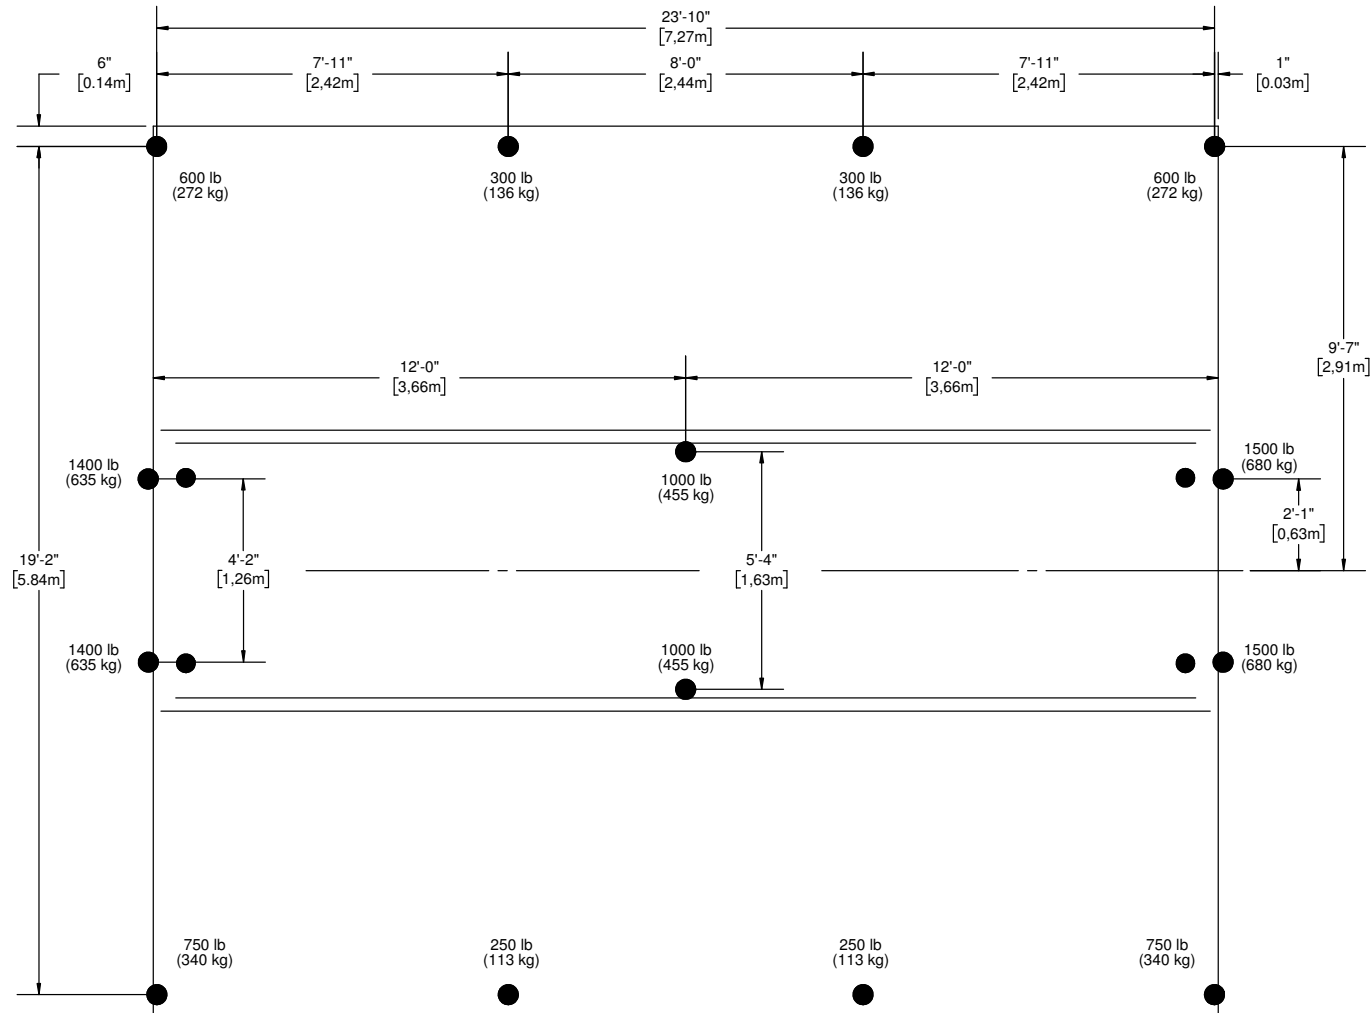 23'-10"
[7,27m]
6"
[0.14m]
7'-11"
[2,42m]
8'-0"
[2,44m]
7'-11"
[2,42m]
1"
[0.03m]
600 lb
(272 kg)
300 lb
(136 kg)
300 lb
(136 kg)
600 lb
(272 kg)
12'-0"
[3,66m]
12'-0"
[3,66m]
9'-7"
[2,91m]
1400 lb
(635 kg)
1000 lb
(455 kg)
1500 lb
(680 kg)
2'-1"
[0,63m]
19'-2"
[5.84m]
4'-2"
[1,26m]
5'-4"
[1,63m]
1400 lb
(635 kg)
1000 lb
(455 kg)
1500 lb
(680 kg)
750 lb
(340 kg)
250 lb
(113 kg)
250 lb
(113 kg)
750 lb
(340 kg)